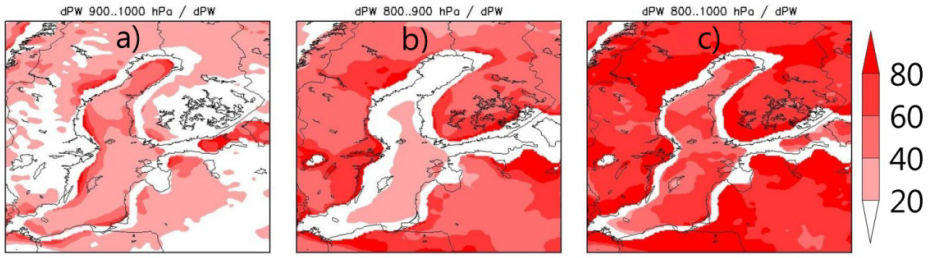 dPW 900..1000 hPa / dPW
dPW 800..900 hPa / dPW
dPW 800..1000 hPa / dPW
a)
b)
c)
80
60
40
20